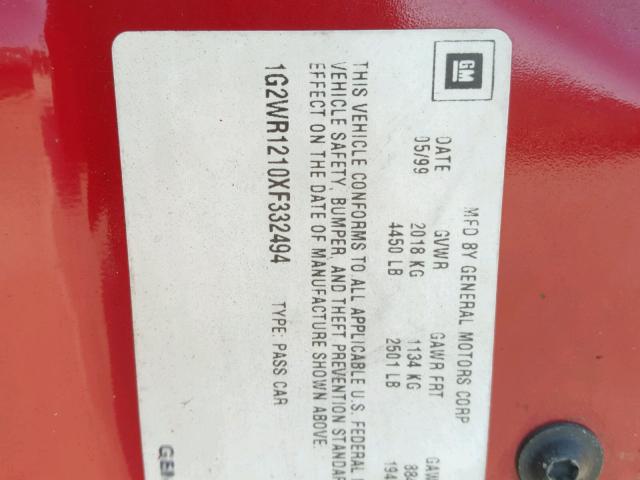 GM
MFD BY GENERAL MOTORS CORP
DATE GVWR GAWR FRT
05/99 2018 KG 1134 KG
4450 LB 2501 LB
THIS VEHICLE CONFORMS TO ALL APPLICABLE U.S. FEDERAL
VEHICLE SAFETY, BUMPER, AND THEFT PREVENTION
EFFECT ON THE DATE OF MANUFACTURE SHOWN ABOVE.
1G2WR1210XF332494 TYPE: PASS CAR